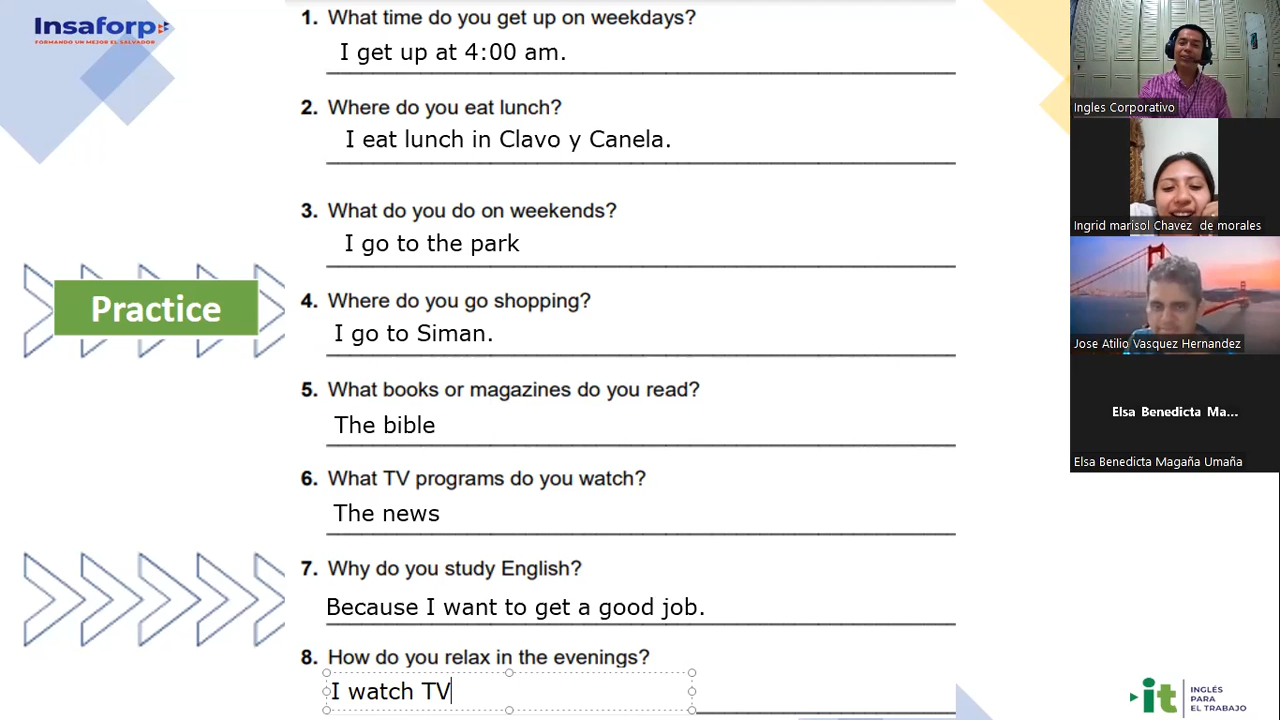 Insaforp
FORMANDO UN MEJOR EL SALVADOR
1. What time do you get up on weekdays?
I get up at 4:00 am.
2. Where do you eat lunch?
I eat lunch in Clavo y Canela.
3. What do you do on weekends?
I go to the park
4. Where do you go shopping?
I go to Siman.
5. What books or magazines do you read?
The bible
6. What TV programs do you watch?
The news
7. Why do you study English?
Because I want to get a good job.
8. How do you relax in the evenings?
I watch TV
Practice
Ingles Corporativo
Ingrid marisol Chavez de morales
Jose Atilio Vasquez Hernandez
Elsa Benedicta Ma...
Elsa Benedicta Magaña Umaña
it
INGLÉS
PARA
EL TRABAJO